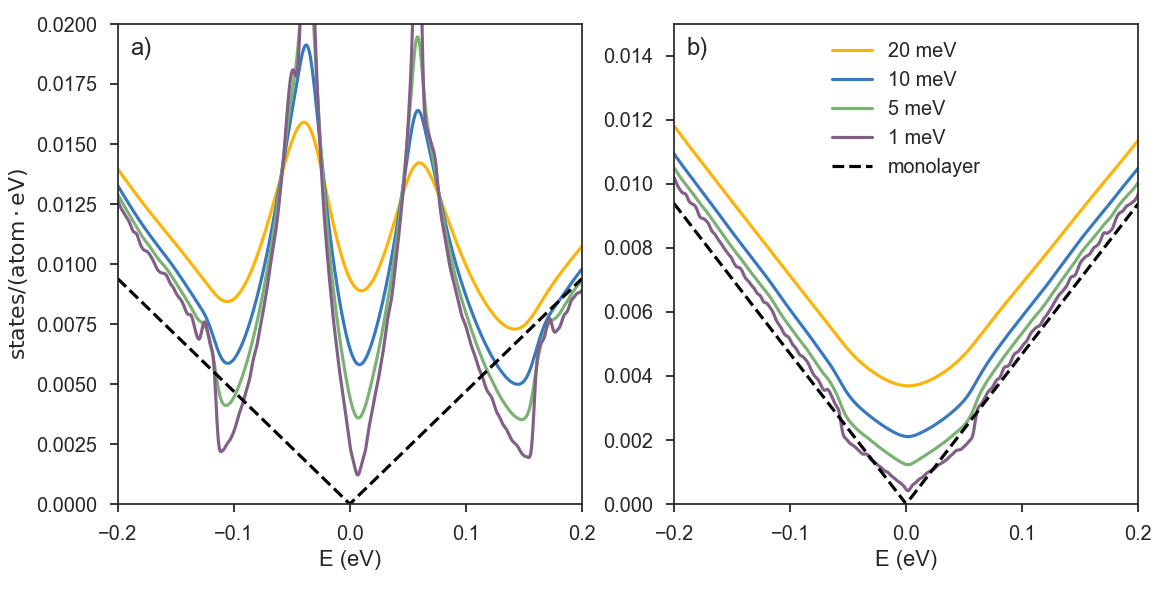 a)
states/(atom · eV)
0.0200
0.0175
0.0150
0.0125
0.0100
0.0075
0.0050
0.0025
0.0000
−0.2 −0.1 0.0 0.1 0.2
E (eV)
b)
20 meV
10 meV
5 meV
1 meV
monolayer
0.014
0.012
0.010
0.008
0.006
0.004
0.002
0.000
−0.2 −0.1 0.0 0.1 0.2
E (eV)